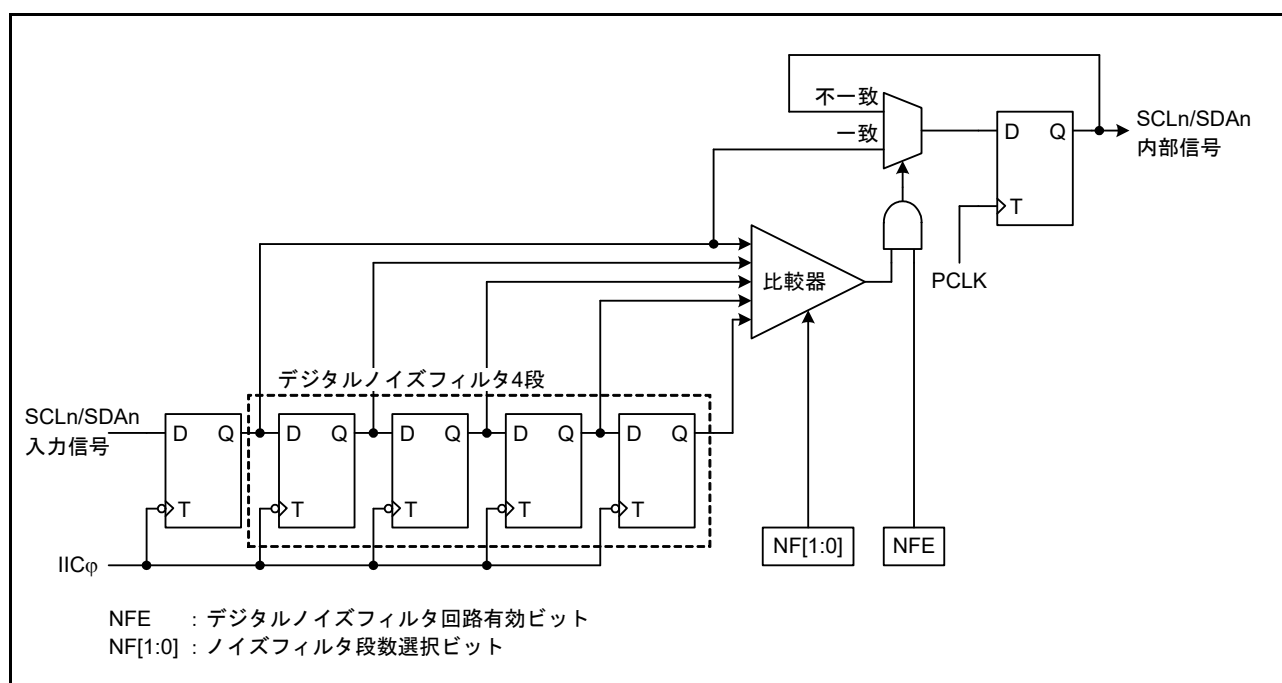 不一致
一致
D Q
T
SCLn/SDAn
内部信号
PCLK
比較器
デジタルノイズフィルタ4段
SCLn/SDAn
入力信号
D Q
T
D Q
T
D Q
T
D Q
T
D Q
T
IICφ
NF[1:0]
NFE
NFE : デジタルノイズフィルタ回路有効ビット
NF[1:0] : ノイズフィルタ段数選択ビット